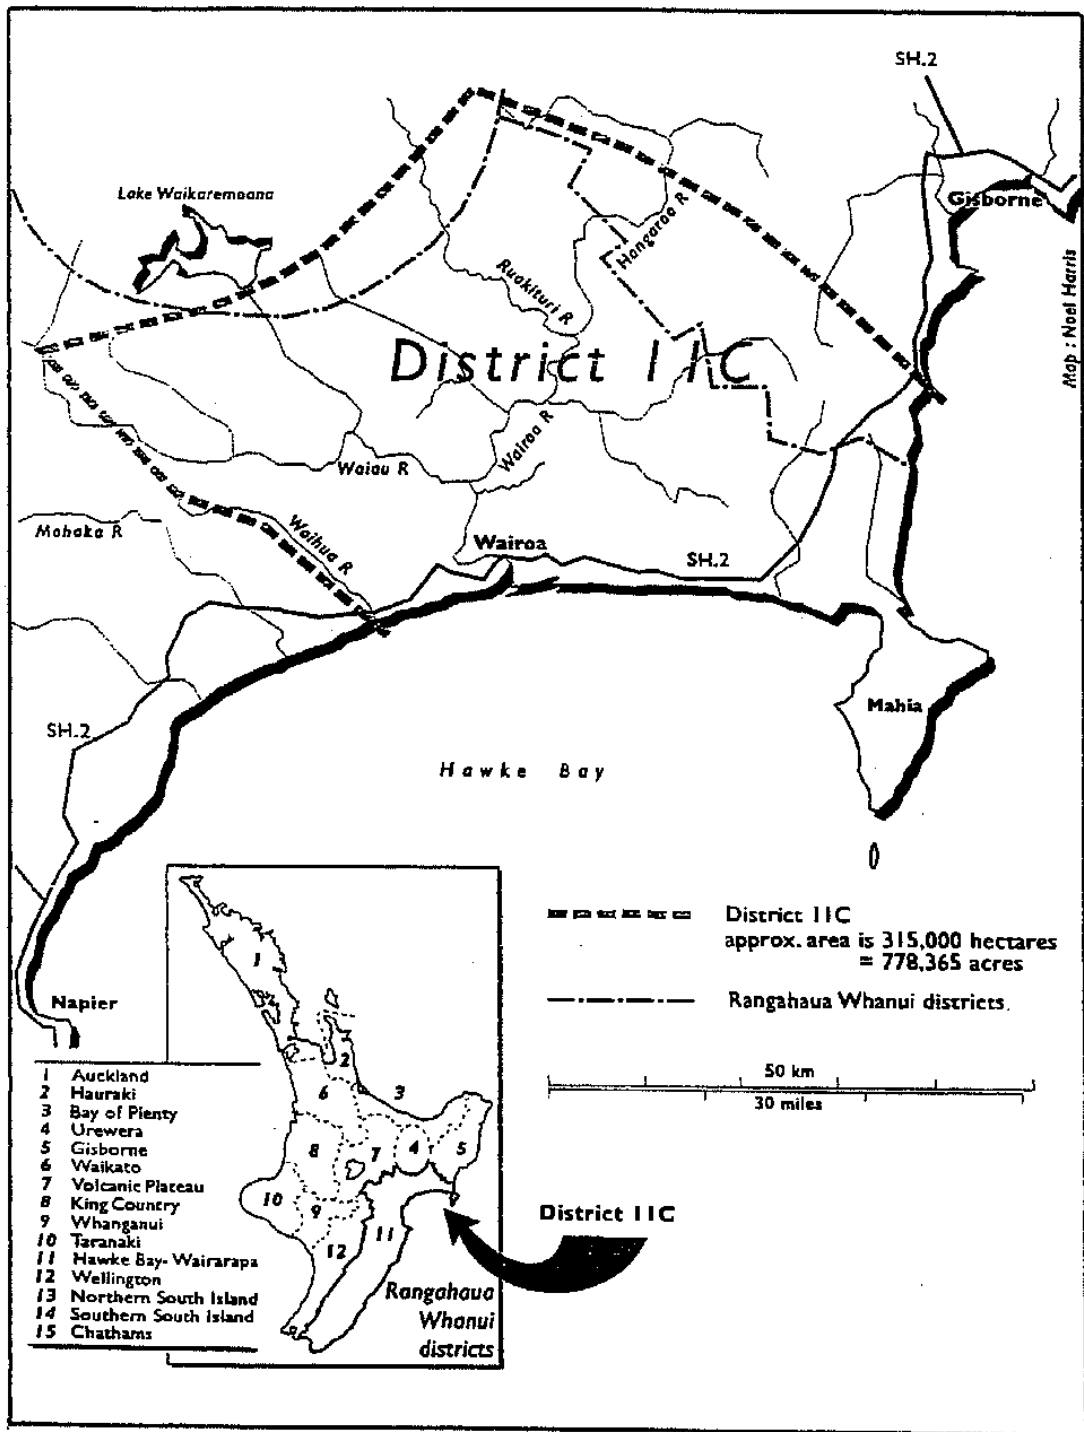 SH.2
Lake Waikaremoana
Gisborne
Hangaroa R
Ruakituri R
Map : Noel Harris
District 11C
Wairoa R
Waiau R
Mohaka R
Waihua R
Wairoa
SH.2
Mahia
SH.2
Hawke Bay
District 11C
approx. area is 315,000 hectares
= 778,365 acres
Napier
Rangahaua Whanui districts.
50 km
30 miles
1 Auckland
2 Hauraki
3 Bay of Plenty
4 Urewera
5 Gisborne
6 Waikato
7 Volcanic Plateau
8 King Country
9 Whanganui
10 Taranaki
11 Hawke Bay-Wairarapa
12 Wellington
13 Northern South Island
14 Southern South Island
15 Chathams
1
2
6
3
8
7
4
5
10
9
12
11
District 11C
Rangahaua
Whanui
districts